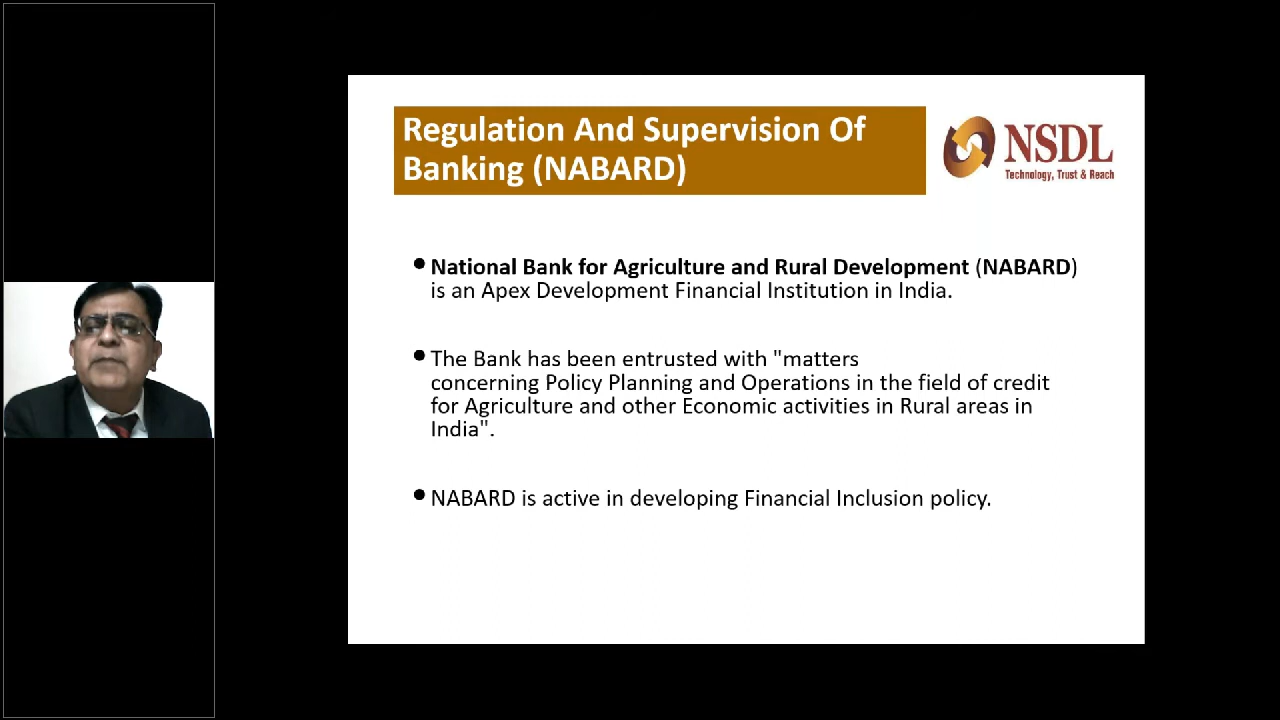 Regulation And Supervision Of
Banking (NABARD)
NSDL
Technology, Trust & Reach
• National Bank for Agriculture and Rural Development (NABARD)
is an Apex Development Financial Institution in India.
• The Bank has been entrusted with "matters
concerning Policy Planning and Operations in the field of credit
for Agriculture and other Economic activities in Rural areas in
India".
• NABARD is active in developing Financial Inclusion policy.